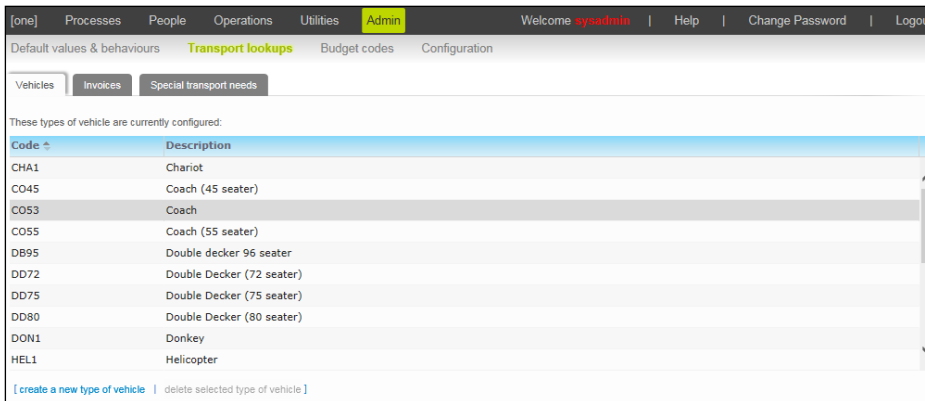 [one] Processes People Operations Utilities Admin Welcome sysadmin | Help | Change Password |
Default values & behaviours Transport lookups Budget codes Configuration
Vehicles Invoices Special transport needs
These types of vehicle are currently configured:
Code Description
CHA1 Chariot
CO45 Coach (45 seater)
CO53 Coach
CO55 Coach (55 seater)
DB95 Double decker 96 seater
DD72 Double Decker (72 seater)
DD75 Double Decker (75 seater)
DD80 Double Decker (80 seater)
DON1 Donkey
HEL1 Helicopter
[ create a new type of vehicle | delete selected type of vehicle ]